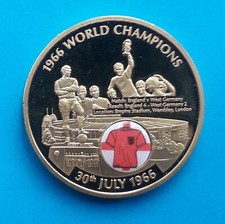 1966 WORLD CHAMPIONS
Match: England v West Germany
Result: England 4 - West Germany 2
Location: Empire Stadium, Wembley, London
30th JULY 1966